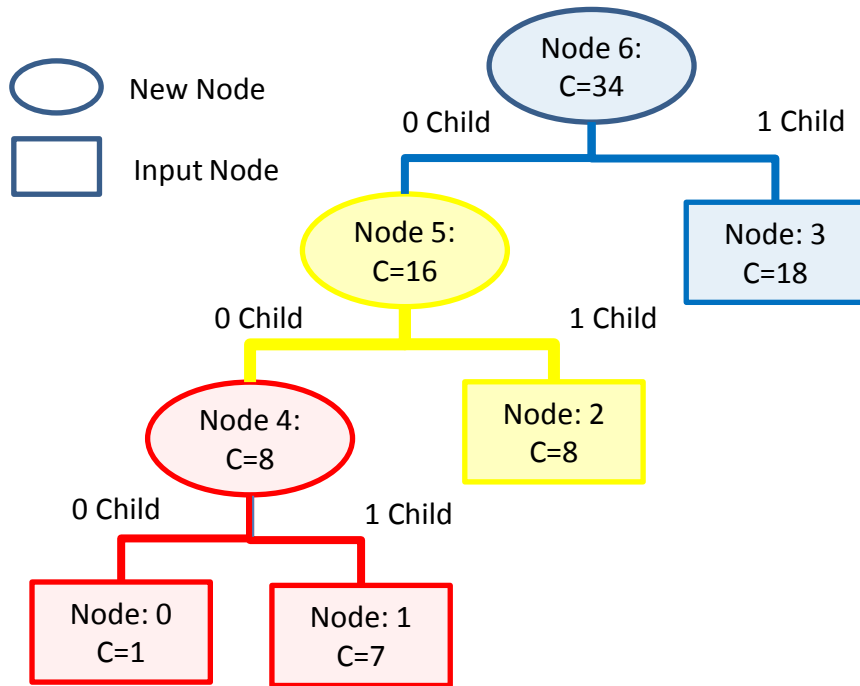 Node 6:
C=34
New Node
0 Child
1 Child
Input Node
Node 5:
C=16
Node: 3
C=18
0 Child
1 Child
Node 4:
C=8
Node: 2
C=8
0 Child
1 Child
Node: 0
C=1
Node: 1
C=7